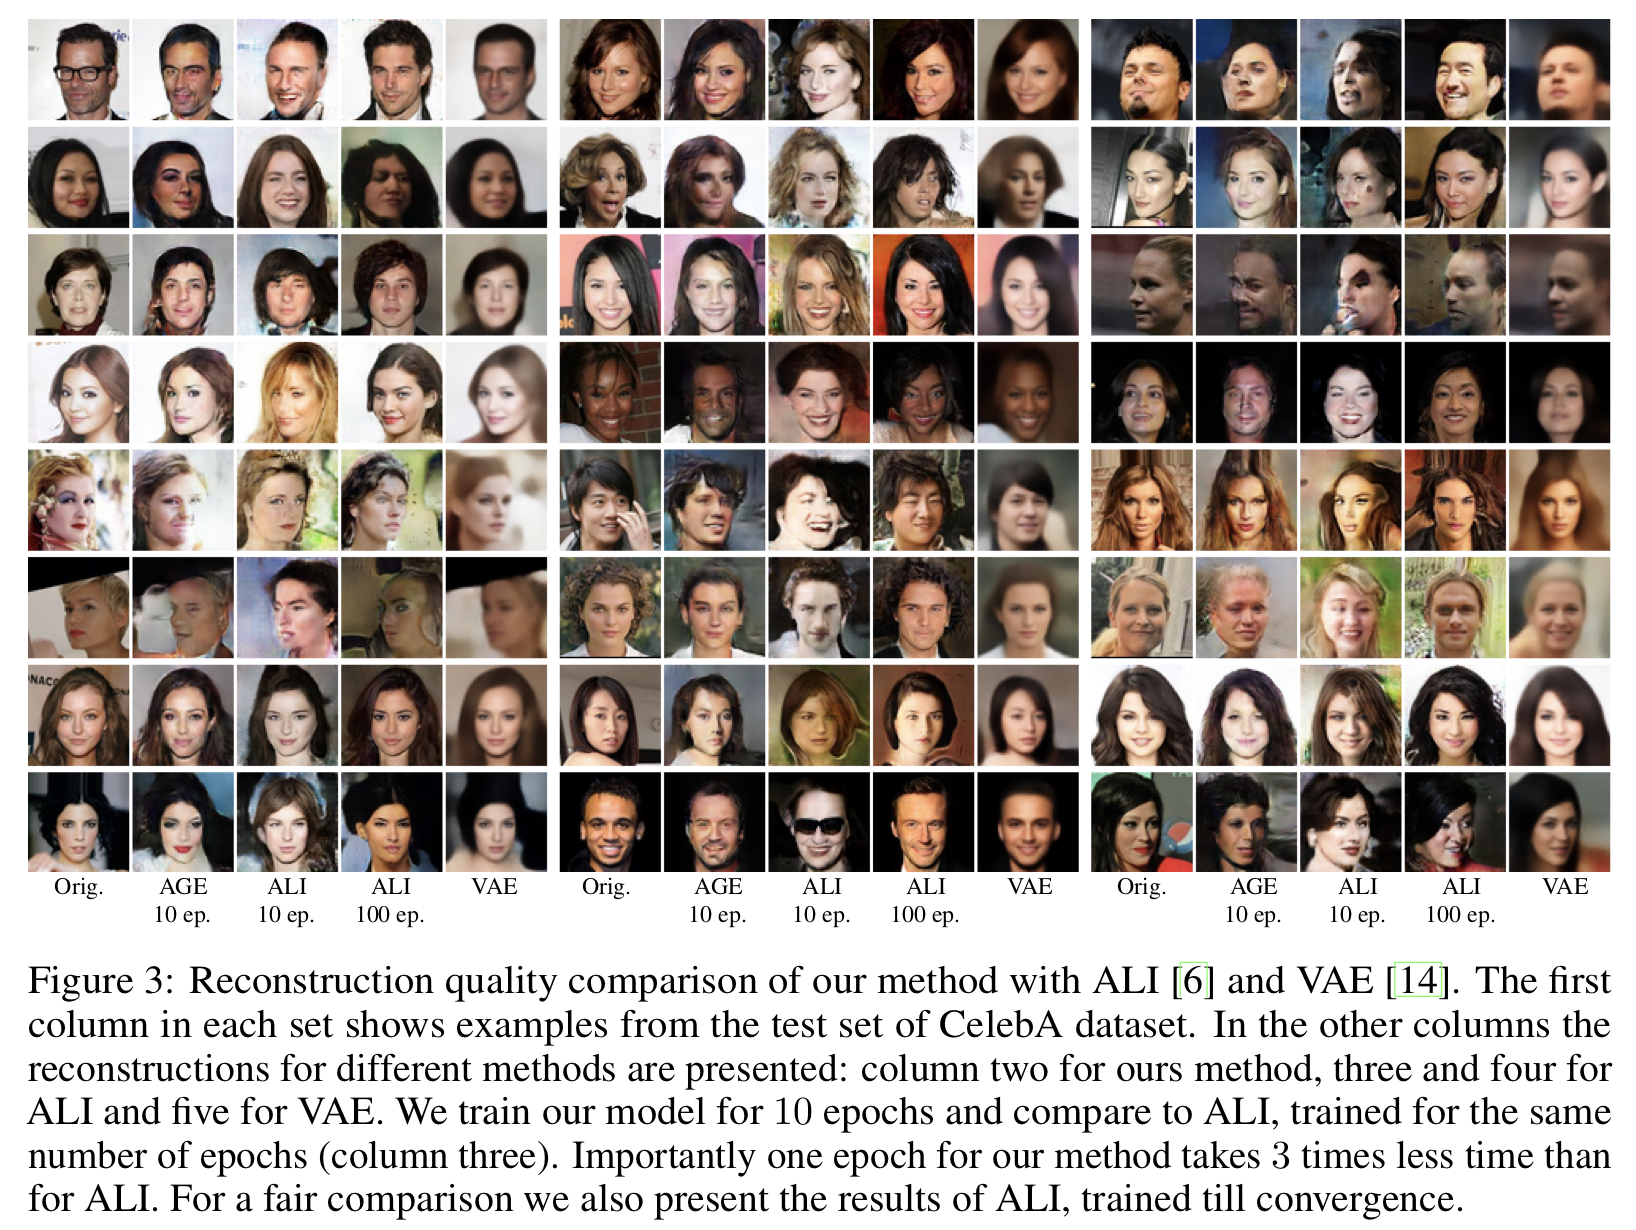 Orig. AGE ALI ALI VAE Orig. AGE ALI ALI VAE Orig. AGE ALI ALI VAE
10 ep. 10 ep. 100 ep. 10 ep. 10 ep. 100 ep. 10 ep. 10 ep. 100 ep.
Figure 3: Reconstruction quality comparison of our method with ALI [6] and VAE [14]. The first
column in each set shows examples from the test set of CelebA dataset. In the other columns the
reconstructions for different methods are presented: column two for ours method, three and four for
ALI and five for VAE. We train our model for 10 epochs and compare to ALI, trained for the same
number of epochs (column three). Importantly one epoch for our method takes 3 times less time than
for ALI. For a fair comparison we also present the results of ALI, trained till convergence.